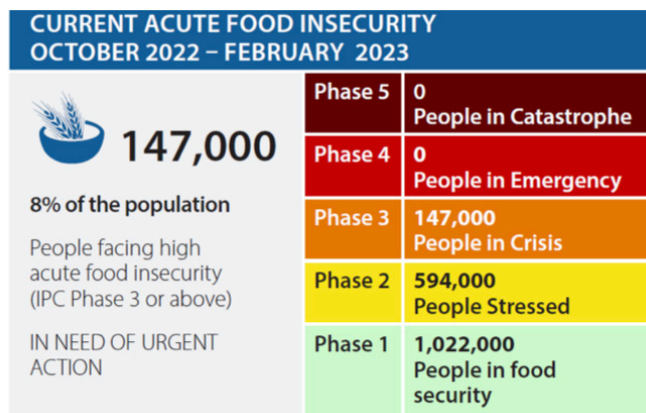 CURRENT ACUTE FOOD INSECURITY
OCTOBER 2022 – FEBRUARY 2023
147,000
8% of the population
People facing high
acute food insecurity
(IPC Phase 3 or above)
IN NEED OF URGENT
ACTION
Phase 5
0
People in Catastrophe
Phase 4
0
People in Emergency
Phase 3
147,000
People in Crisis
Phase 2
594,000
People Stressed
Phase 1
1,022,000
People in food
security